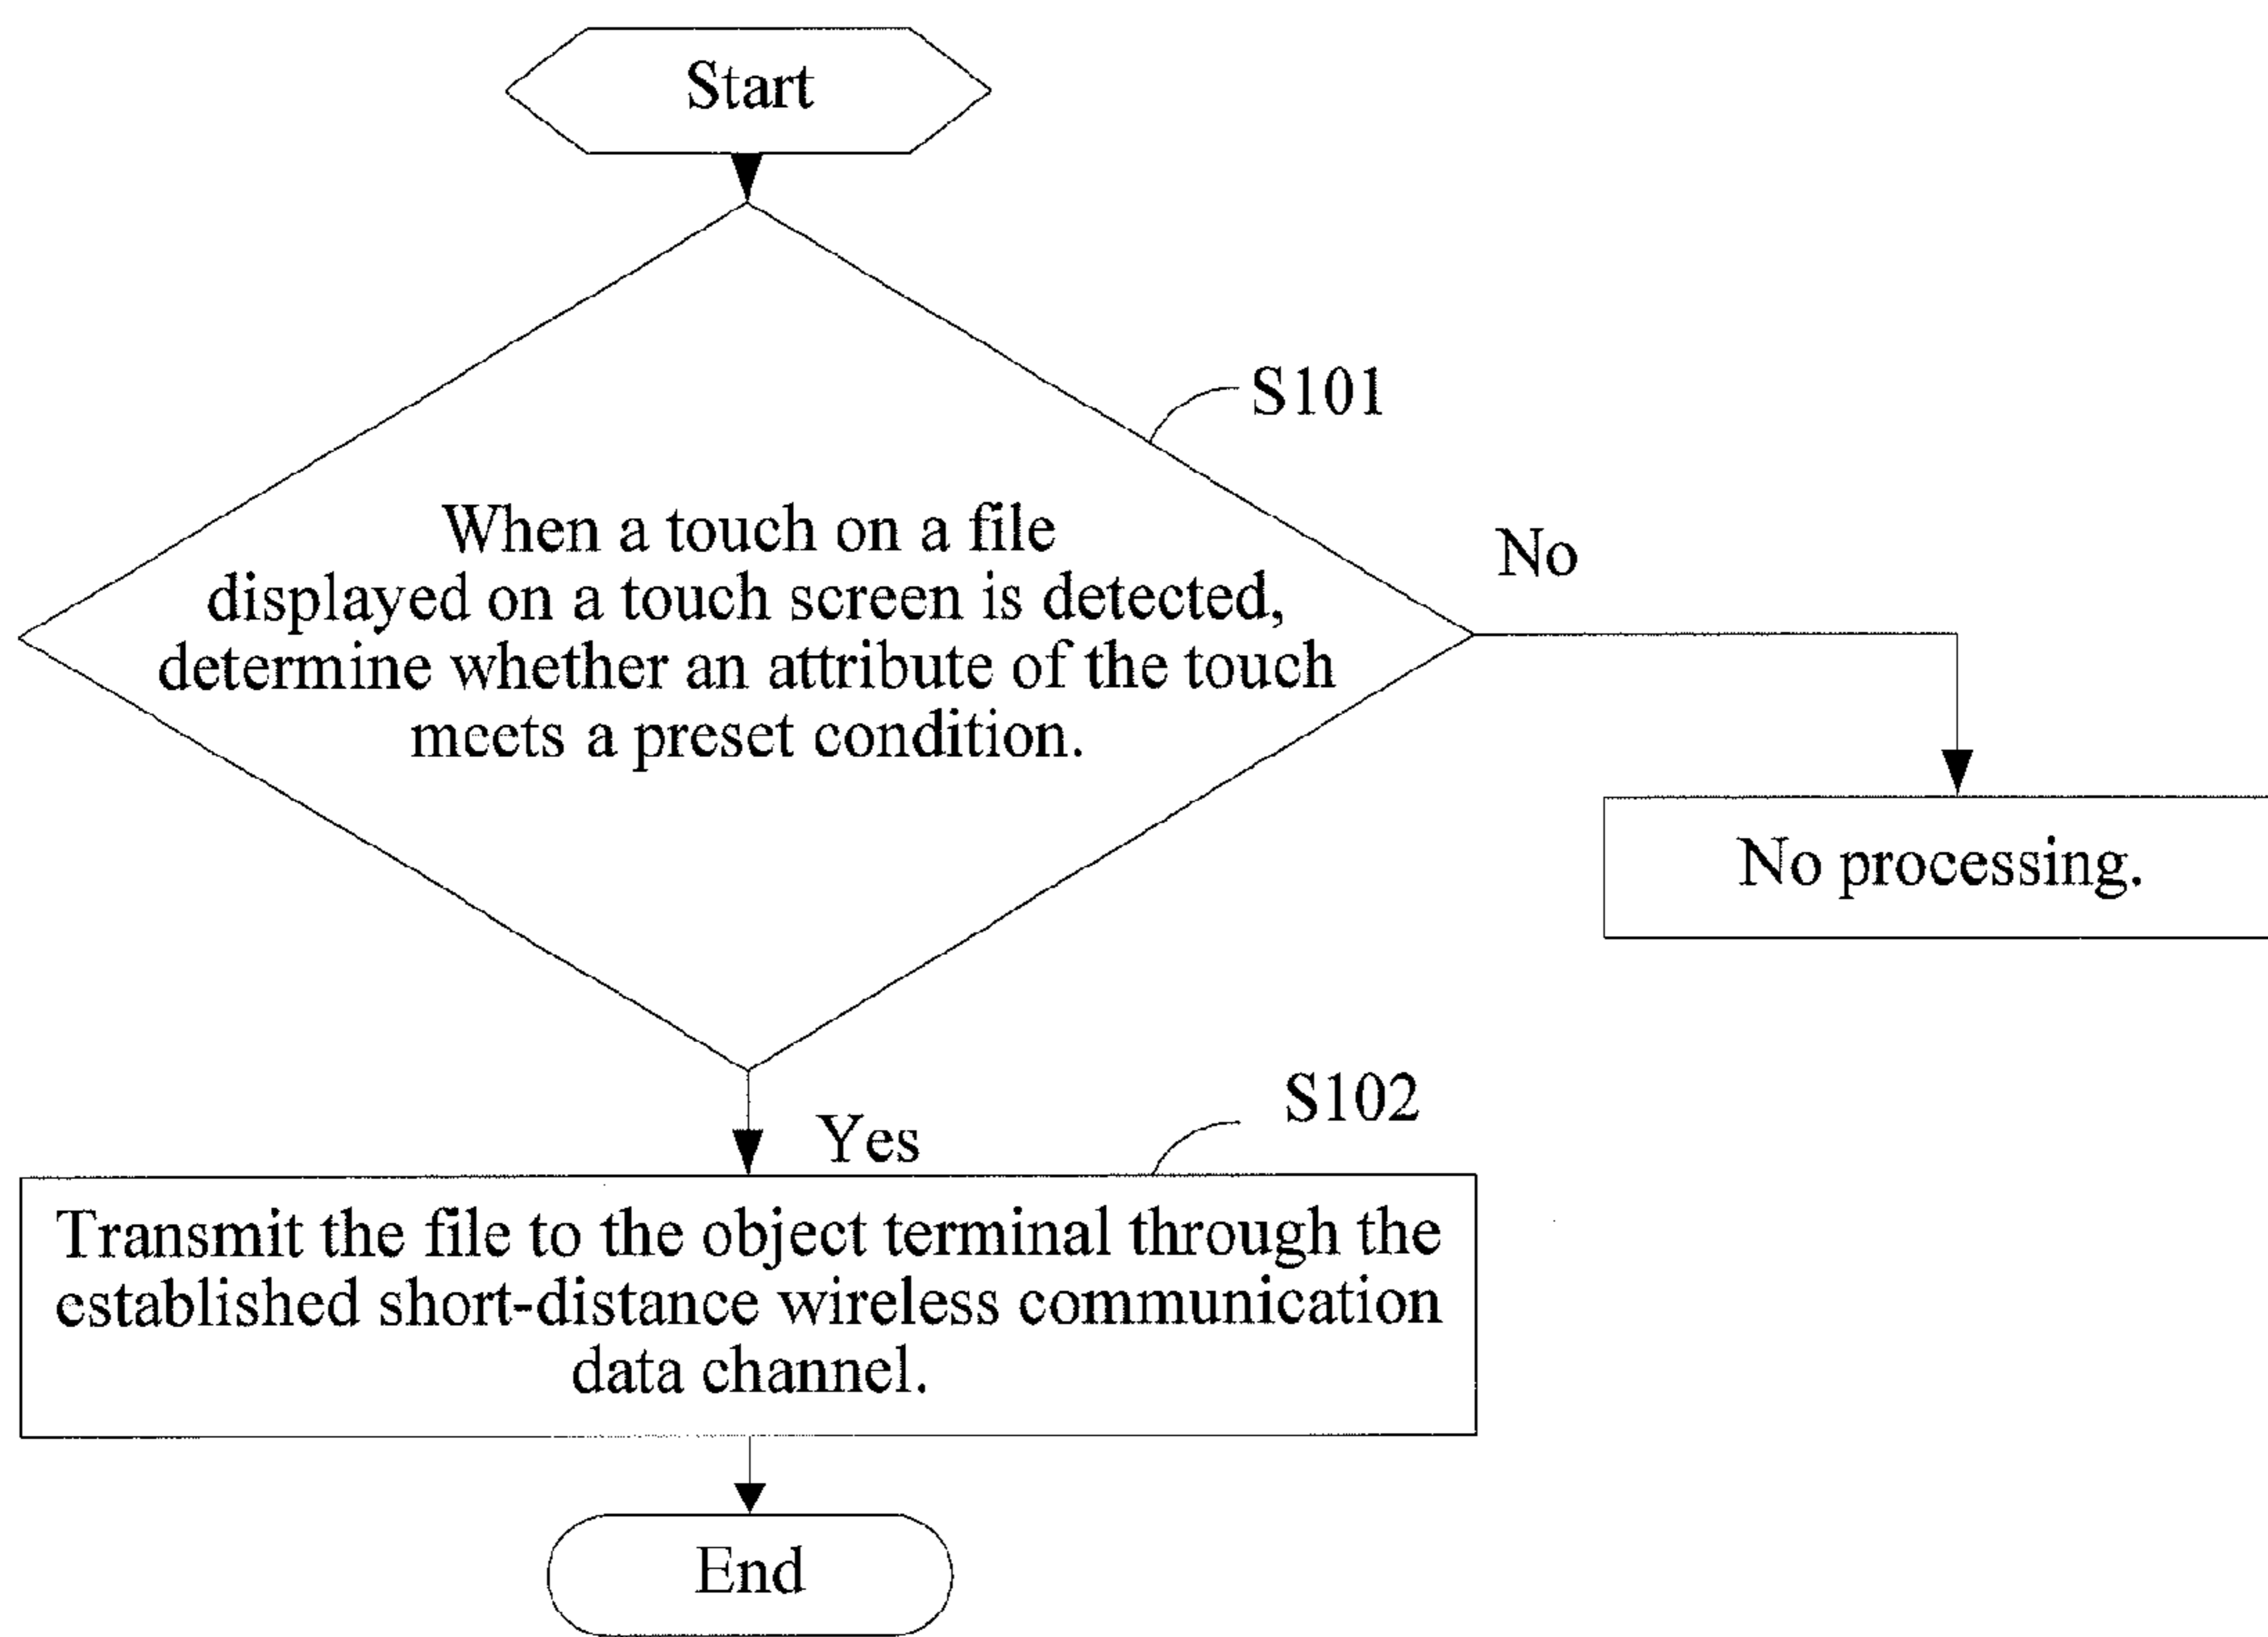 Start
S101
When a touch on a file
displayed on a touch screen is detected,
determine whether an attribute of the touch
meets a preset condition.
No
No processing.
Yes
S102
Transmit the file to the object terminal through the
established short-distance wireless communication
data channel.
End